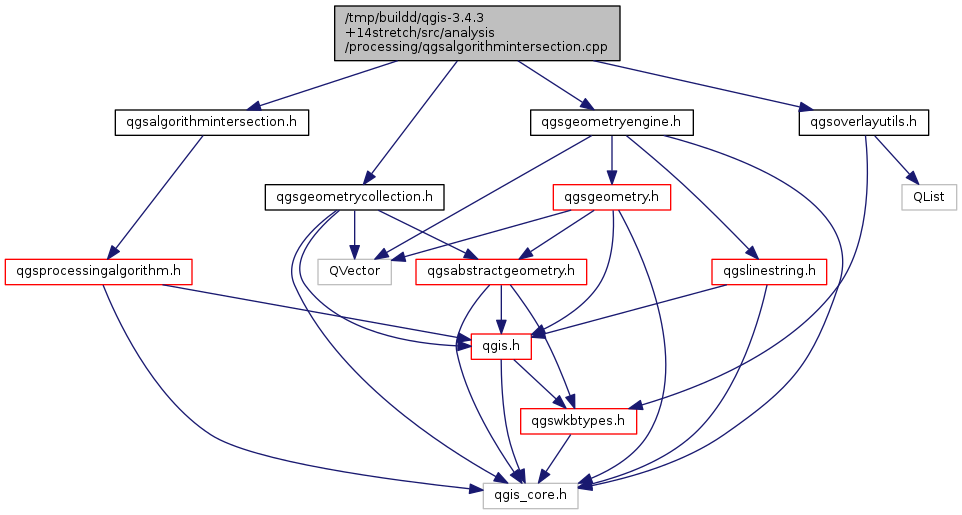 /tmp/buildd/qgis-3.4.3
+14stretch/src/analysis
/processing/qgsalgorithmintersection.cpp
qgsalgorithmintersection.h
qgsgeometryengine.h
qgsoverlayutils.h
qgsgeometrycollection.h
qgsgeometry.h
QList
qgsprocessingalgorithm.h
QVector
qgsabstractgeometry.h
qgslinestring.h
qgis.h
qgswkbtypes.h
qgis_core.h